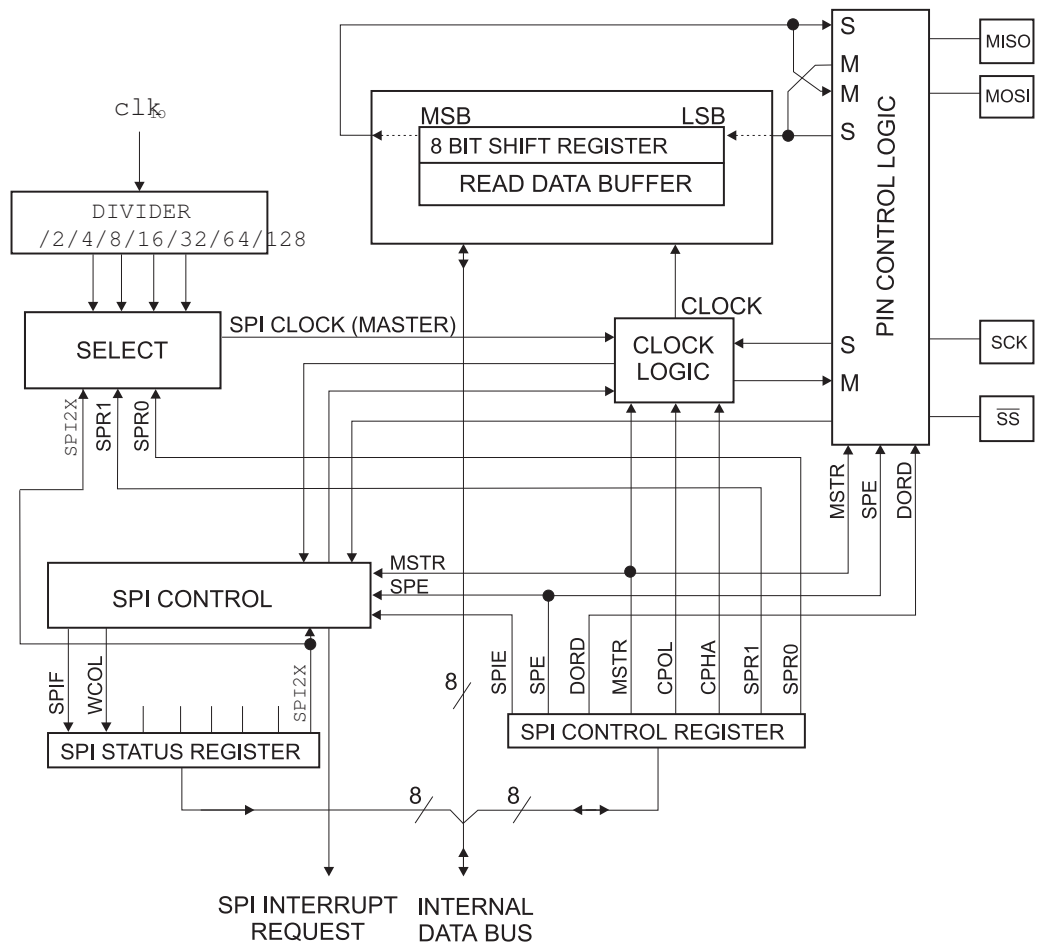 S
MISO
M
M
MOSI
clkIO
MSB
LSB
S
8 BIT SHIFT REGISTER
READ DATA BUFFER
PIN CONTROL LOGIC
DIVIDER
/2/4/8/16/32/64/128
CLOCK
SPI CLOCK (MASTER)
SELECT
CLOCK
LOGIC
S
SCK
M
SPI2X
SPR1
SPR0
SS
MSTR
SPE
DORD
MSTR
SPE
SPI CONTROL
SPIF
WCOL
SPI2X
8
SPIE
SPE
DORD
MSTR
CPOL
CPHA
SPR1
SPR0
SPI STATUS REGISTER
SPI CONTROL REGISTER
8
8
SPI INTERRUPT
REQUEST
INTERNAL
DATA BUS